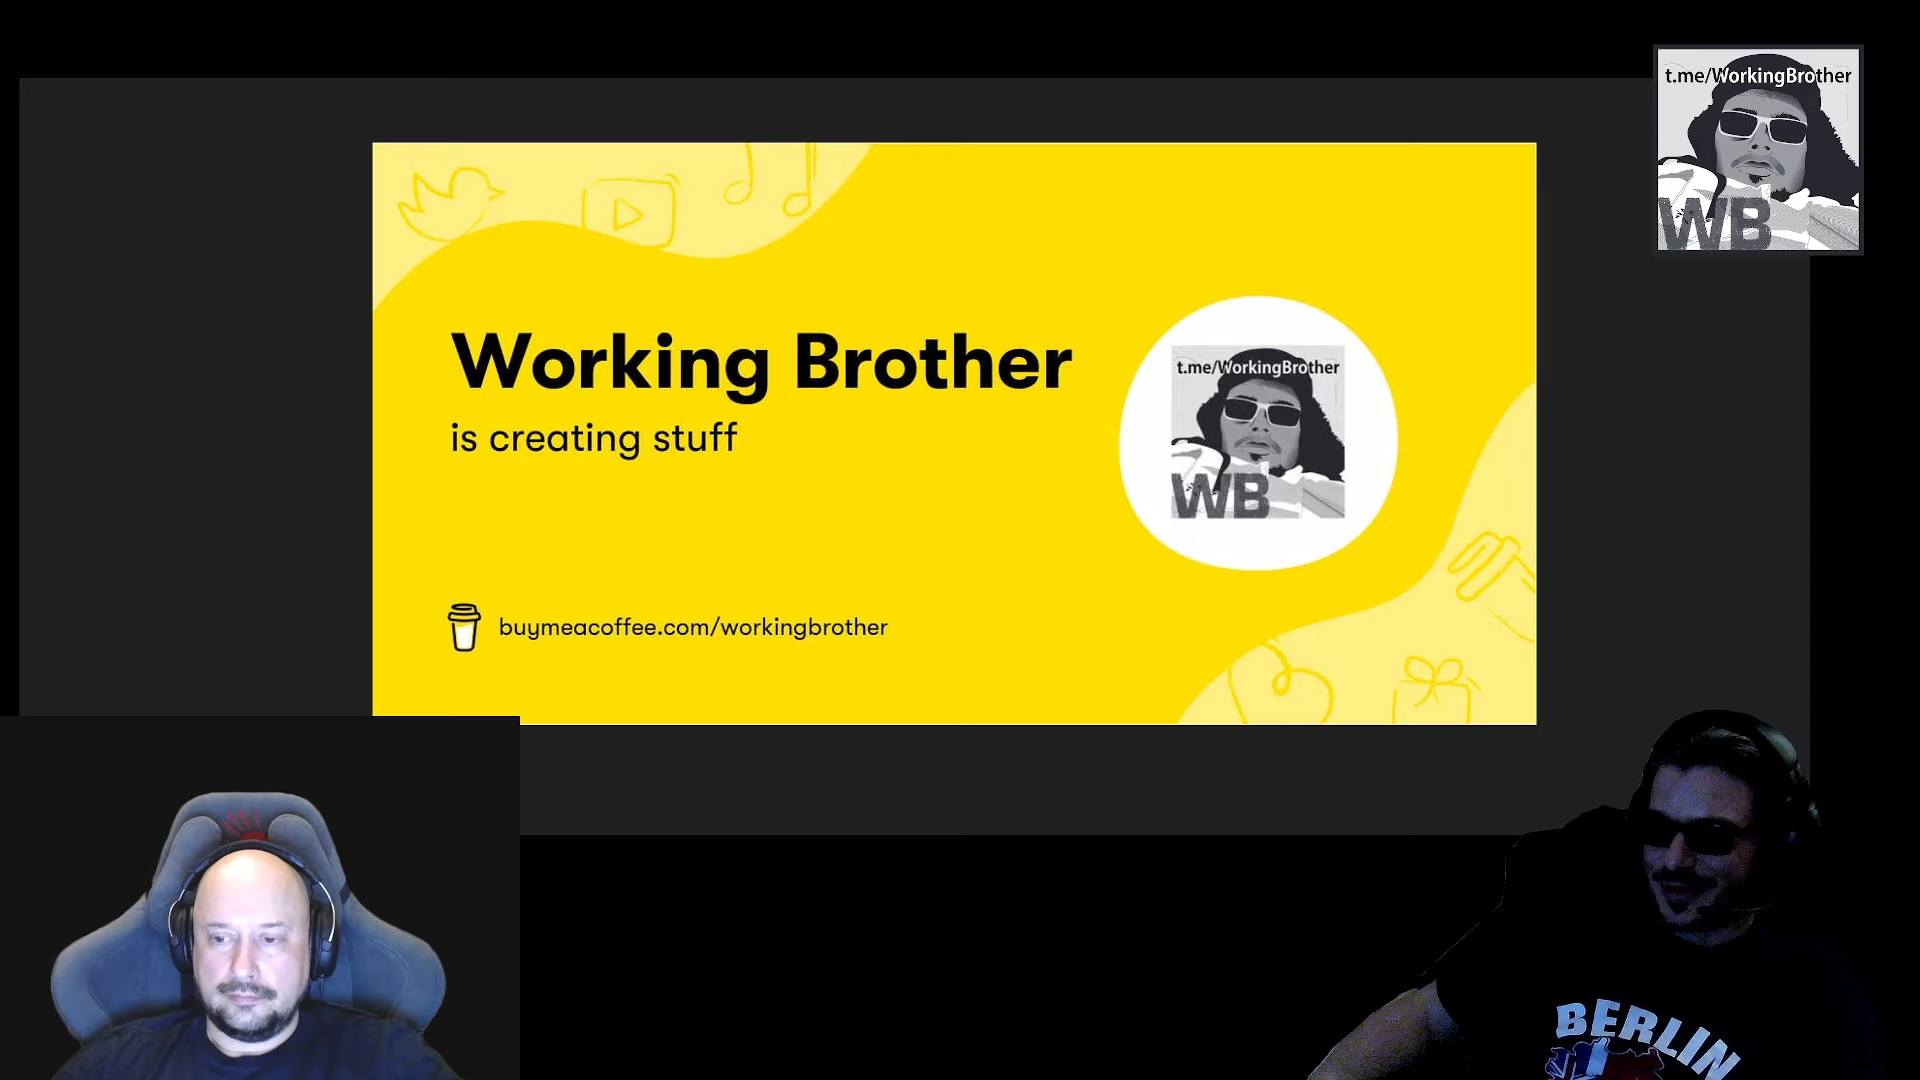 t.me/WorkingBrother
WB
Working Brother
is creating stuff
t.me/WorkingBrother
WB
buymeacoffee.com/workingbrother
BERLIN